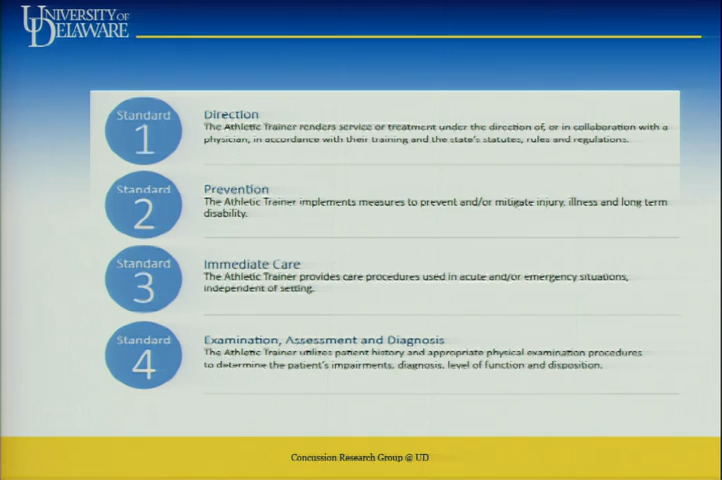 UNIVERSITY OF
DELAWARE
Standard
1
Direction
The Athletic Trainer renders service or treatment under the direction of, or in collaboration with a
physician, in accordance with their training and the state's statutes, rules and regulations.
Standard
2
Prevention
The Athletic Trainer implements measures to prevent and/or mitigate injury, illness and long term
disability.
Standard
3
Immediate Care
The Athletic Trainer provides care procedures used in acute and/or emergency situations,
independent of setting.
Standard
4
Examination, Assessment and Diagnosis
The Athletic Trainer utilizes patient history and appropriate physical examination procedures
to determine the patient's impairments, diagnosis, level of function and disposition.
Concussion Research Group @ UD